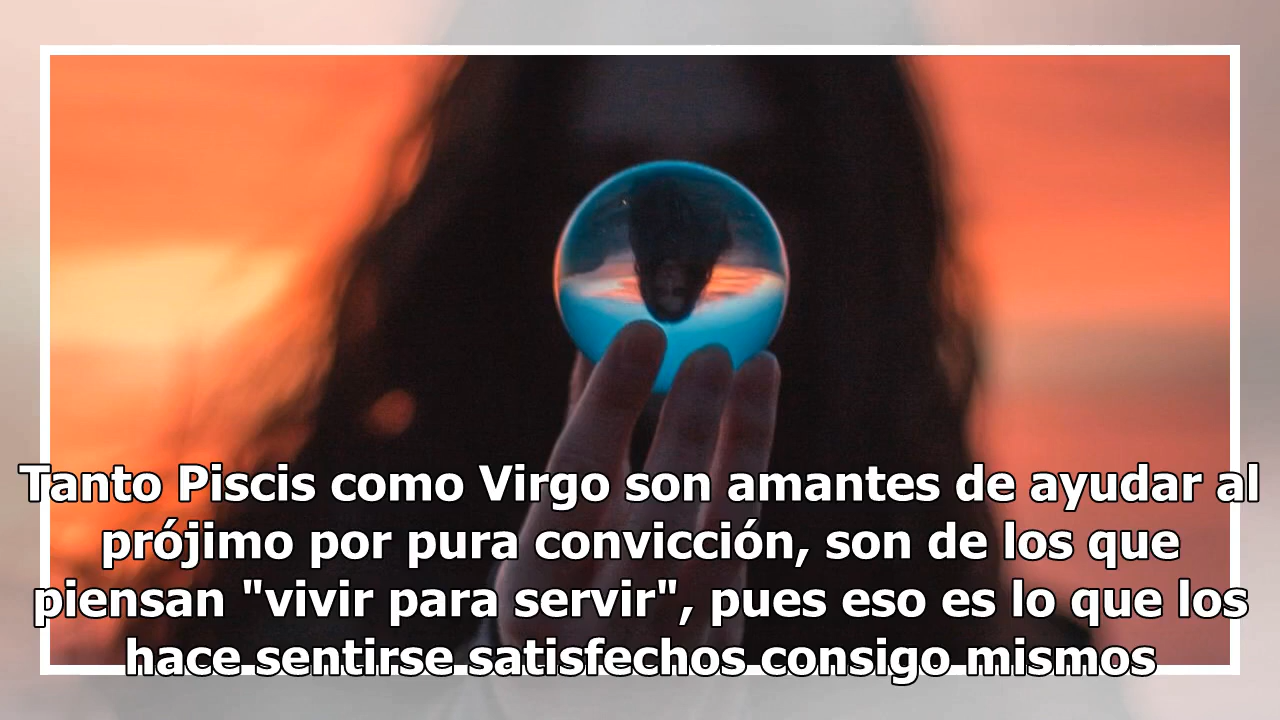 Tanto Piscis como Virgo son amantes de ayudar al
prójimo por pura convicción, son de los que
piensan "vivir para servir", pues eso es lo que los
hace sentirse satisfechos consigo mismos